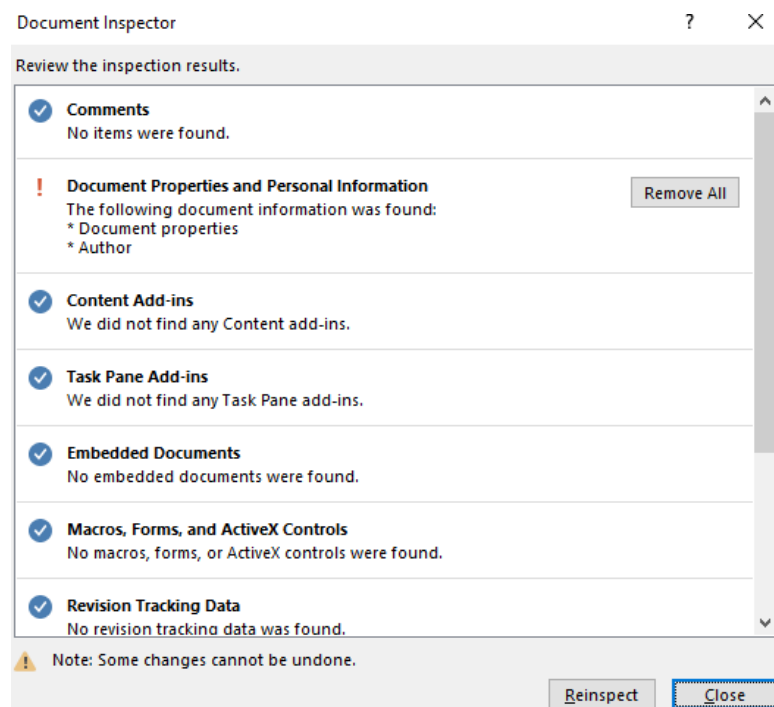 Document Inspector
Review the inspection results.
Comments
No items were found.
Document Properties and Personal Information
Remove All
The following document information was found:
* Document properties
* Author
Content Add-ins
We did not find any Content add-ins.
Task Pane Add-ins
We did not find any Task Pane add-ins.
Embedded Documents
No embedded documents were found.
Macros, Forms, and ActiveX Controls
No macros, forms, or ActiveX controls were found.
Revision Tracking Data
No revision tracking data was found.
Note: Some changes cannot be undone.
Reinspect Close